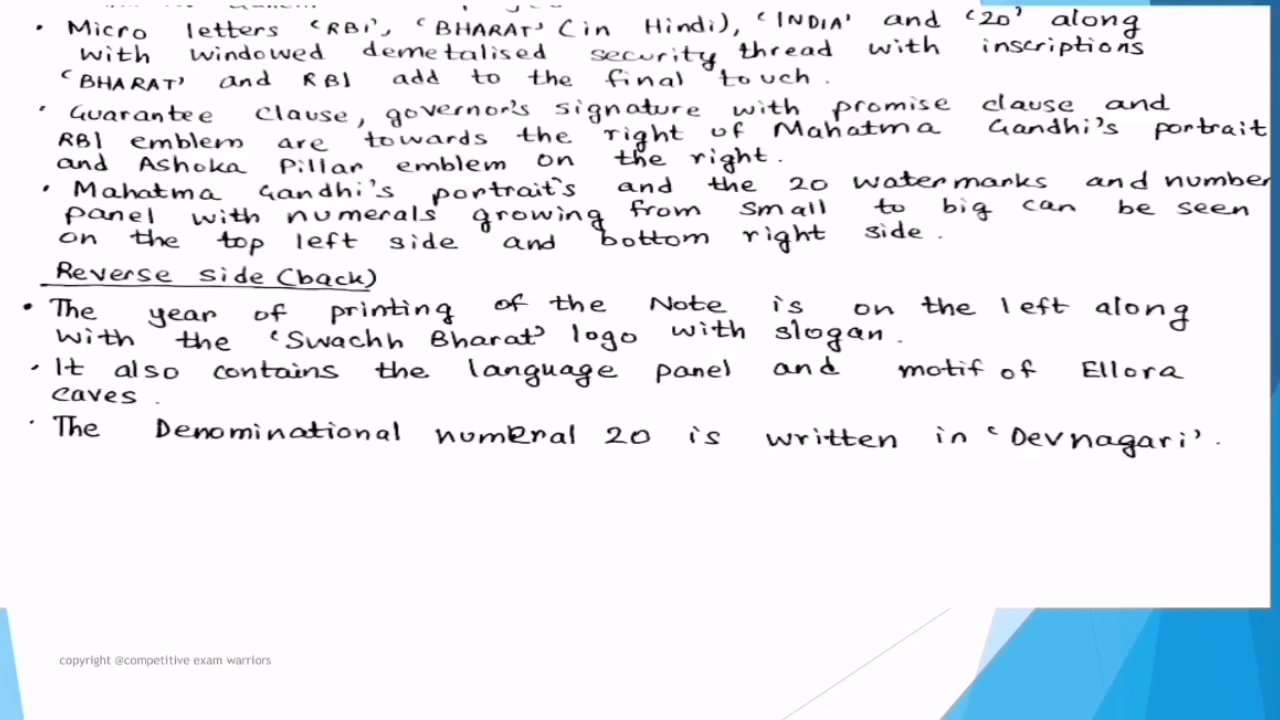 • Micro letters 'RBI', 'BHARAT' (in Hindi), 'INDIA' and '20' along
with windowed demetalised security thread with inscriptions
'BHARAT' and RBI add to the final touch.
• Guarantee clause, governor's signature with promise clause and
RBI emblem are towards the right of Mahatma Gandhi's portrait
and Ashoka Pillar emblem on the right.
• Mahatma Gandhi's portrait's and the 20 watermarks and number
panel with numerals growing from small to big can be seen
on the top left side and bottom right side.
Reverse side (back)
• The year of printing of the Note is on the left along
with the 'Swachh Bharat' logo with slogan.
• It also contains the language panel and motif of Ellora
caves.
• The Denominational numeral 20 is written in 'Devnagari'.
copyright @competitive exam warriors